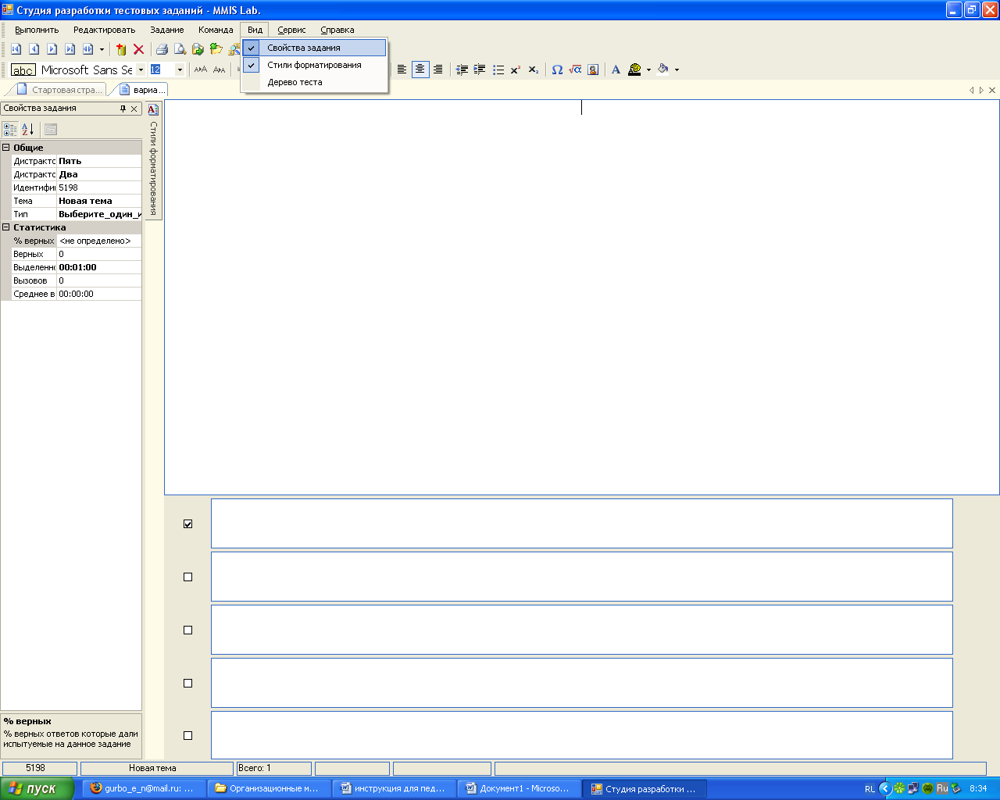 Студия разработки тестовых заданий - MMIS Lab.
Выполнить Редактировать Задание Команда Вид Сервис Справка
Свойства задания
Стили форматирования
Дерево теста
abc Microsoft Sans Se 12
Стартовая стра... вариа...
Свойства задания
Стили форматирования
Общие
Дистракто Пять
Дистракто Два
Идентифи 5198
Тема Новая тема
Тип Выберите_один_и
Статистика
% верных <не определено>
Верных 0
Выделенно 00:01:00
Вызовов 0
Среднее в 00:00:00
% верных
% верных ответов которые дали
испытуемые на данное задание
5198 Новая тема Всего: 1
пуск gurbo_e_n@mail.ru: ... Организационные м... инструкция для пед... Документ1 - Microso... Студия разработки ... RL Ru 8:34